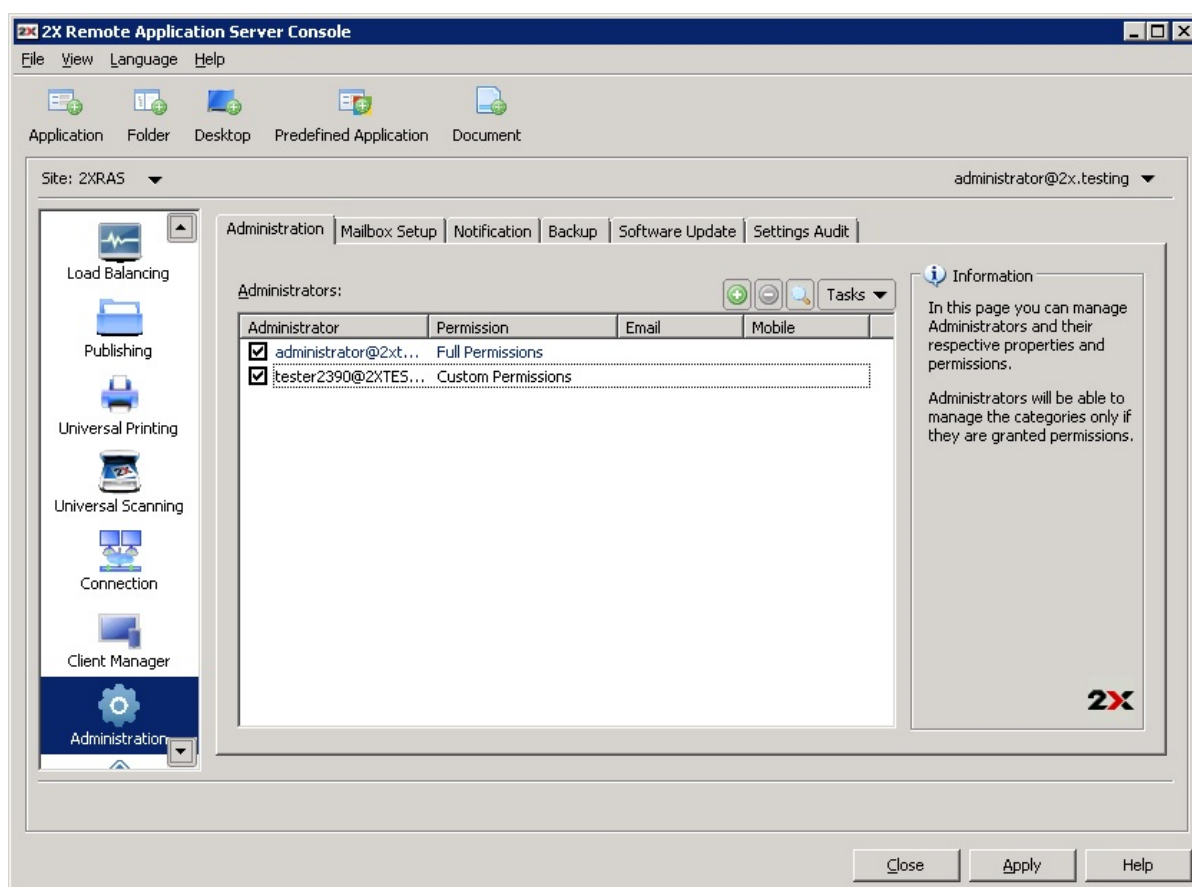 2X 2X Remote Application Server Console
File View Language Help
Application Folder Desktop Predefined Application Document
Site: 2XRAS administrator@2x.testing
Load Balancing
Publishing
Universal Printing
2X
Universal Scanning
Connection
Client Manager
Administration
Administration Mailbox Setup Notification Backup Software Update Settings Audit
Administrators: Tasks
Administrator Permission Email Mobile
administrator@2xt... Full Permissions
tester2390@2XTES... Custom Permissions
Information
In this page you can manage
Administrators and their
respective properties and
permissions.
Administrators will be able to
manage the categories only if
they are granted permissions.
2X
Close Apply Help